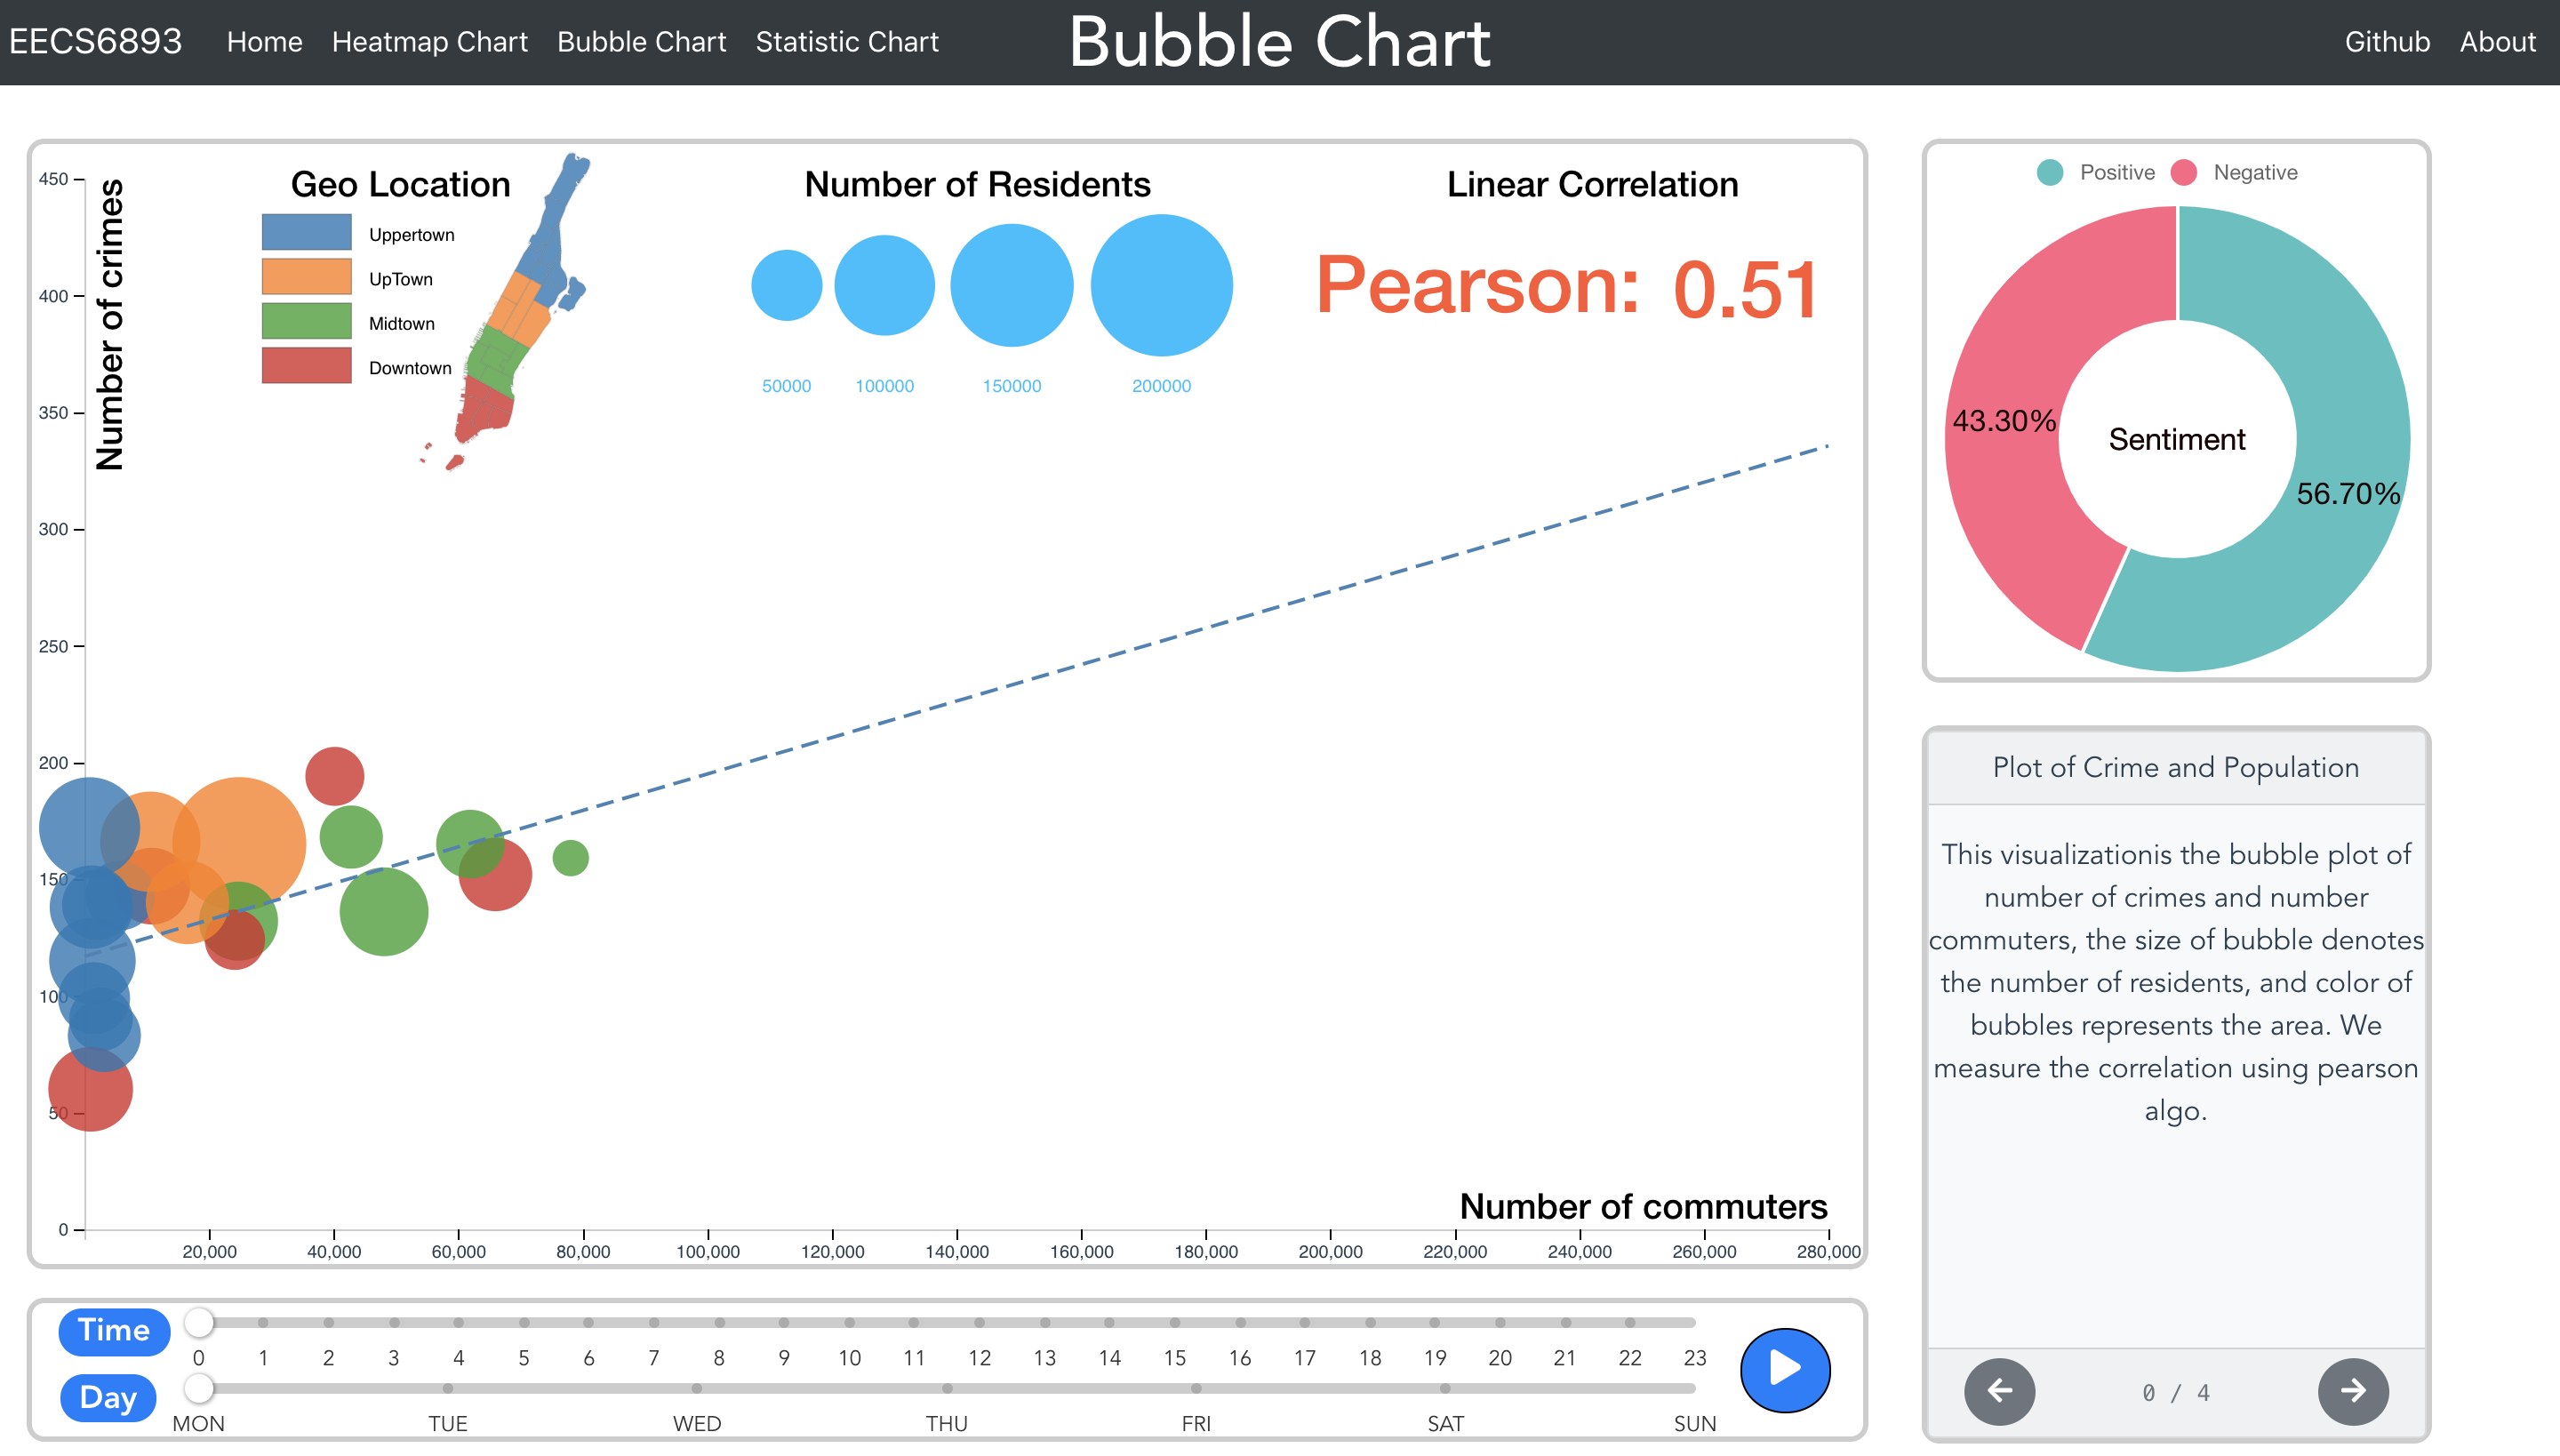 EECS6893 Home Heatmap Chart Bubble Chart Statistic Chart Bubble Chart Github About
Number of crimes
450
400
350
300
250
200
150
100
50
0
Geo Location
Uppertown
UpTown
Midtown
Downtown
Number of Residents
50000 100000 150000 200000
Linear Correlation
Pearson: 0.51
Number of commuters
20,000 40,000 60,000 80,000 100,000 120,000 140,000 160,000 180,000 200,000 220,000 240,000 260,000 280,000
Positive Negative
43.30%
Sentiment
56.70%
Plot of Crime and Population
This visualizationis the bubble plot of
number of crimes and number
commuters, the size of bubble denotes
the number of residents, and color of
bubbles represents the area. We
measure the correlation using pearson
algo.
0 / 4
Time
0 1 2 3 4 5 6 7 8 9 10 11 12 13 14 15 16 17 18 19 20 21 22 23
Day
MON TUE WED THU FRI SAT SUN